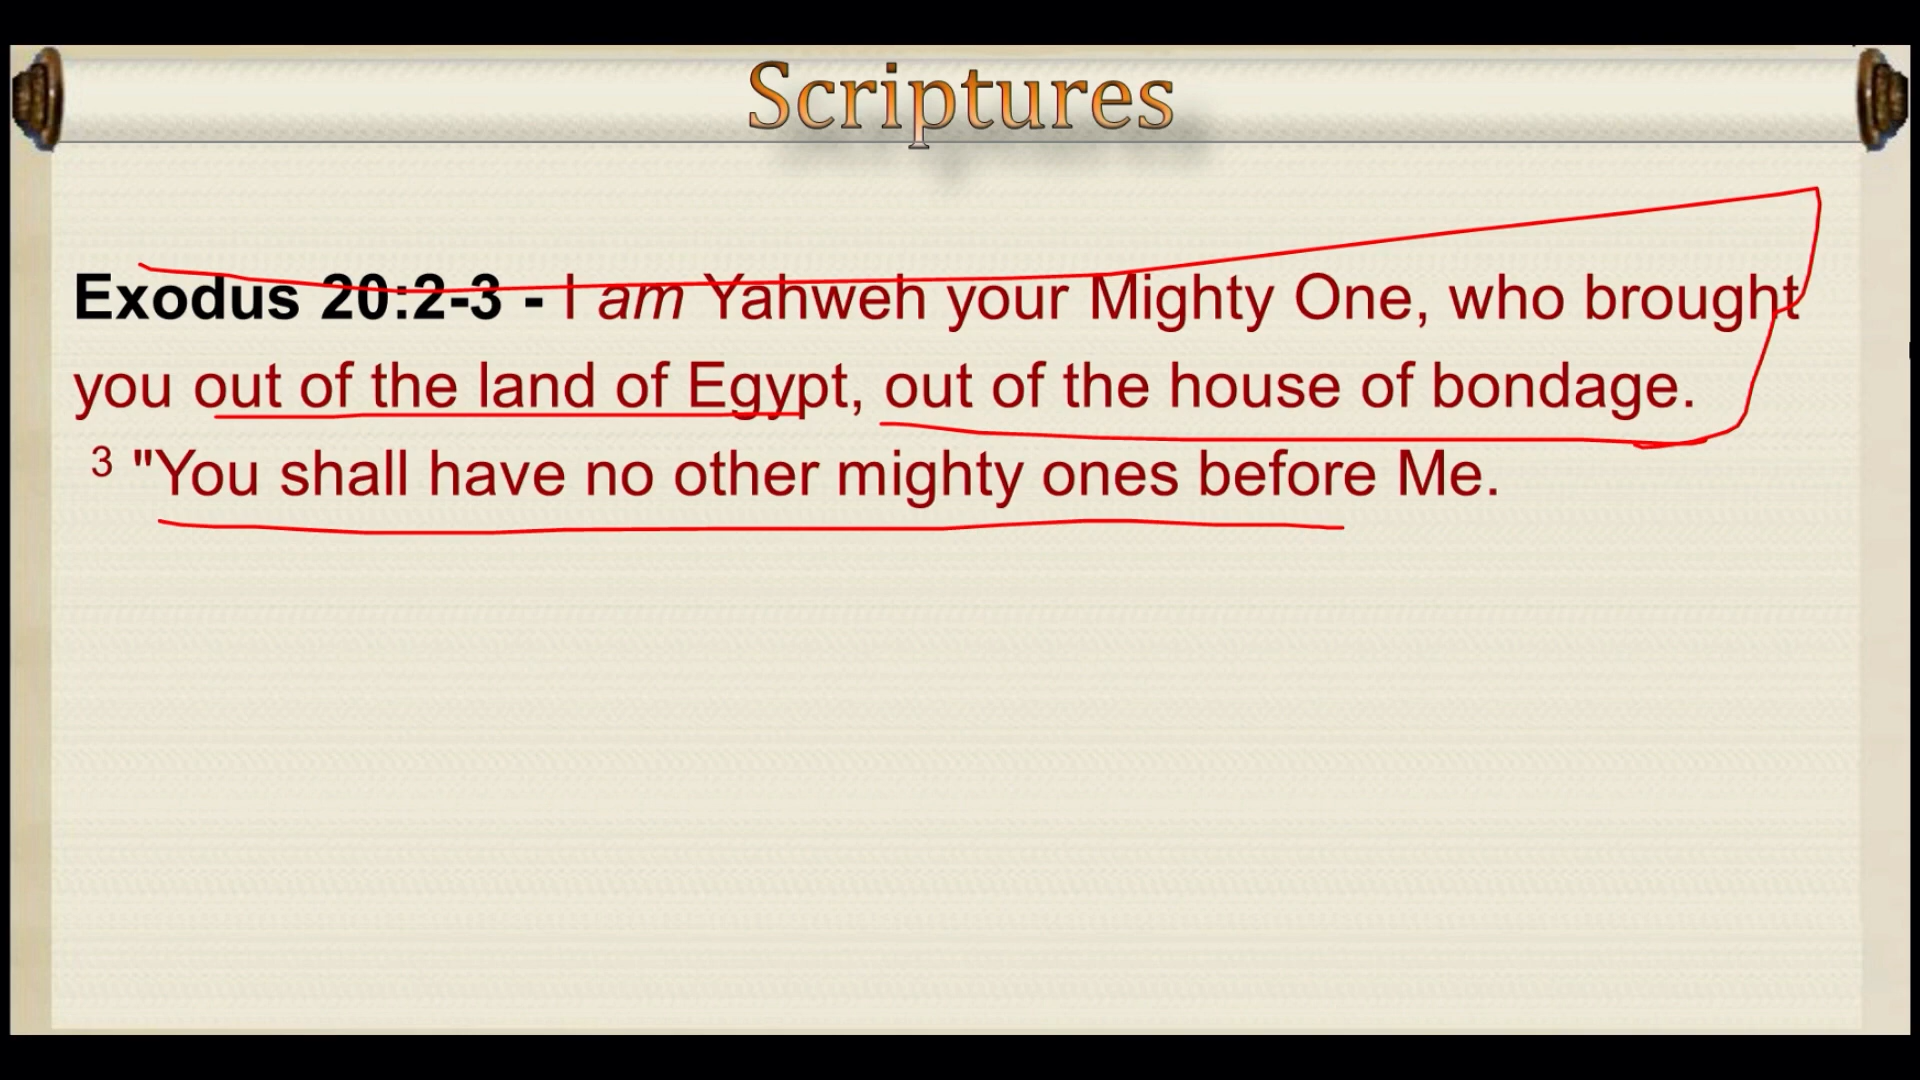 Scriptures
Exodus 20:2-3 - I am Yahweh your Mighty One, who brought
you out of the land of Egypt, out of the house of bondage.
3 "You shall have no other mighty ones before Me.